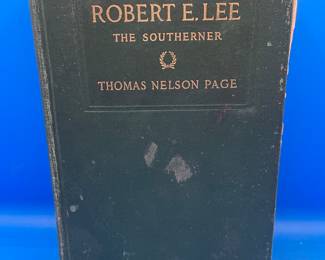 ROBERT E. LEE
THE SOUTHERNER
THOMAS NELSON PAGE